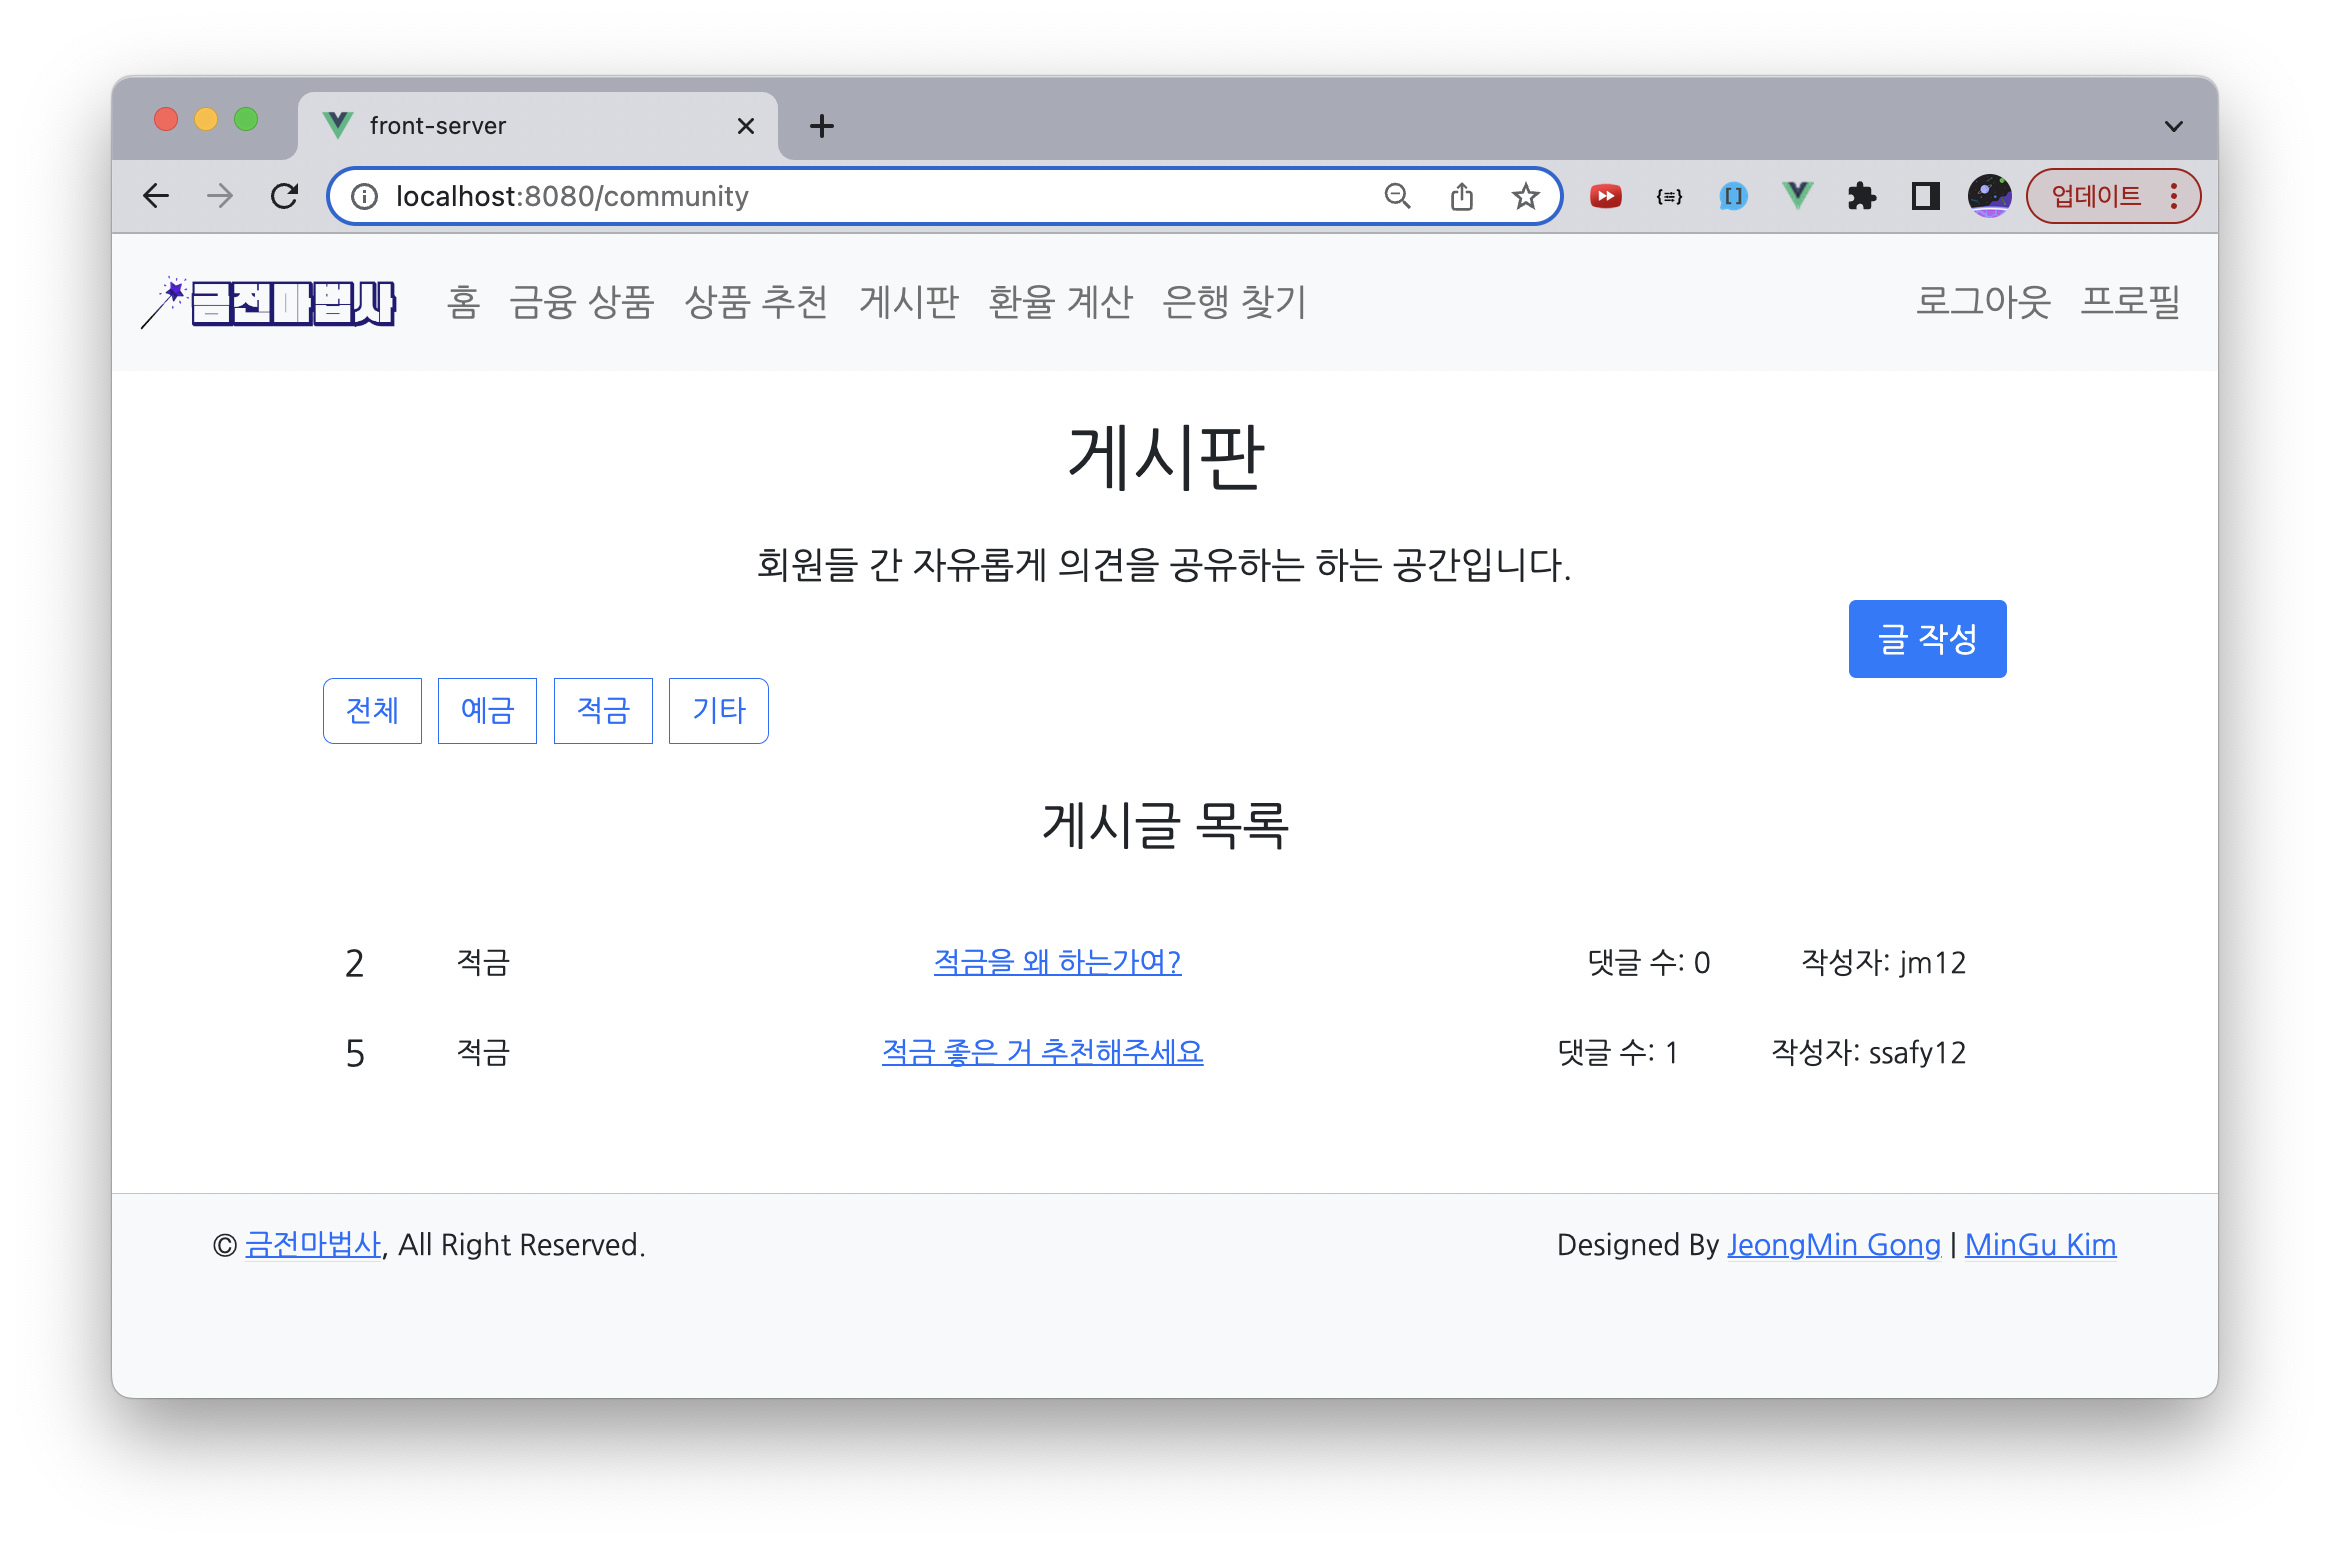 front-server
localhost:8080/community
업데이트
금전마법사 홈 금융 상품 상품 추천 게시판 환율 계산 은행 찾기 로그아웃 프로필
게시판
회원들 간 자유롭게 의견을 공유하는 하는 공간입니다.
글 작성
전체 예금 적금 기타
게시글 목록
2 적금 적금을 왜 하는가여? 댓글 수: 0 작성자: jm12
5 적금 적금 좋은 거 추천해주세요 댓글 수: 1 작성자: ssafy12
© 금전마법사, All Right Reserved. Designed By JeongMin Gong | MinGu Kim